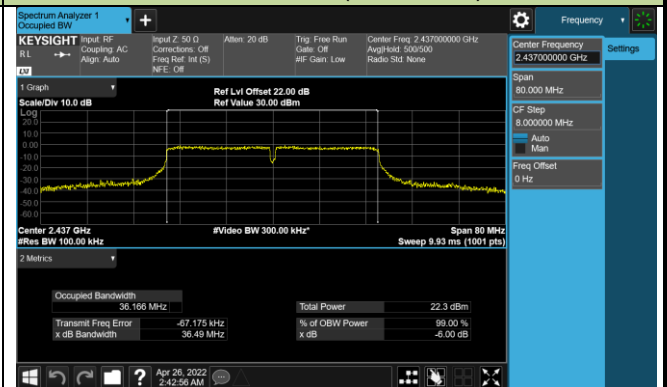 Spectrum Analyzer 1
Occupied BW
Frequency
KEYSIGHT
RL
LXI
Input: RF
Coupling: AC
Align: Auto
Input Z: 50 Ω
Corrections: Off
Freq Ref: Int (S)
NFE: Off
Atten: 20 dB
Trig: Free Run
Gate: Off
#IF Gain: Low
Center Freq: 2.437000000 GHz
Avg|Hold: 500/500
Radio Std: None
Center Frequency
2.437000000 GHz
Settings
Span
80.000 MHz
CF Step
8.000000 MHz
Auto
Man
Freq Offset
0 Hz
1 Graph
Scale/Div 10.0 dB
Ref Lvl Offset 22.00 dB
Ref Value 30.00 dBm
Log
20.0
10.0
0.00
-10.0
-20.0
-30.0
-40.0
-50.0
-60.0
Center 2.437 GHz
#Video BW 300.00 kHz*
Span 80 MHz
#Res BW 100.00 kHz
Sweep 9.93 ms (1001 pts)
2 Metrics
Occupied Bandwidth
36.166 MHz
Total Power 22.3 dBm
Transmit Freq Error -67.175 kHz
% of OBW Power 99.00 %
x dB Bandwidth 36.49 MHz
x dB -6.00 dB
Apr 26, 2022
2:42:56 AM